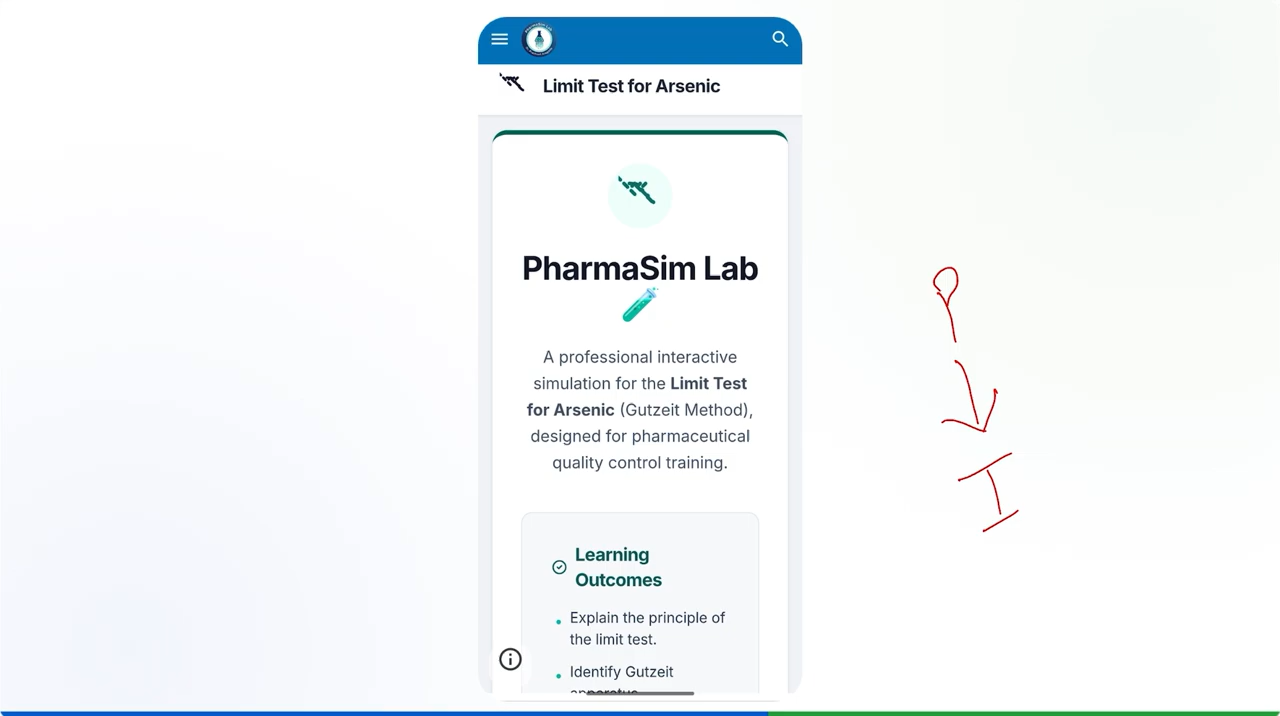 Limit Test for Arsenic
PharmaSim Lab
A professional interactive
simulation for the Limit Test
for Arsenic (Gutzeit Method),
designed for pharmaceutical
quality control training.
Learning
Outcomes
Explain the principle of
the limit test.
Identify Gutzeit
apparatus
P
I